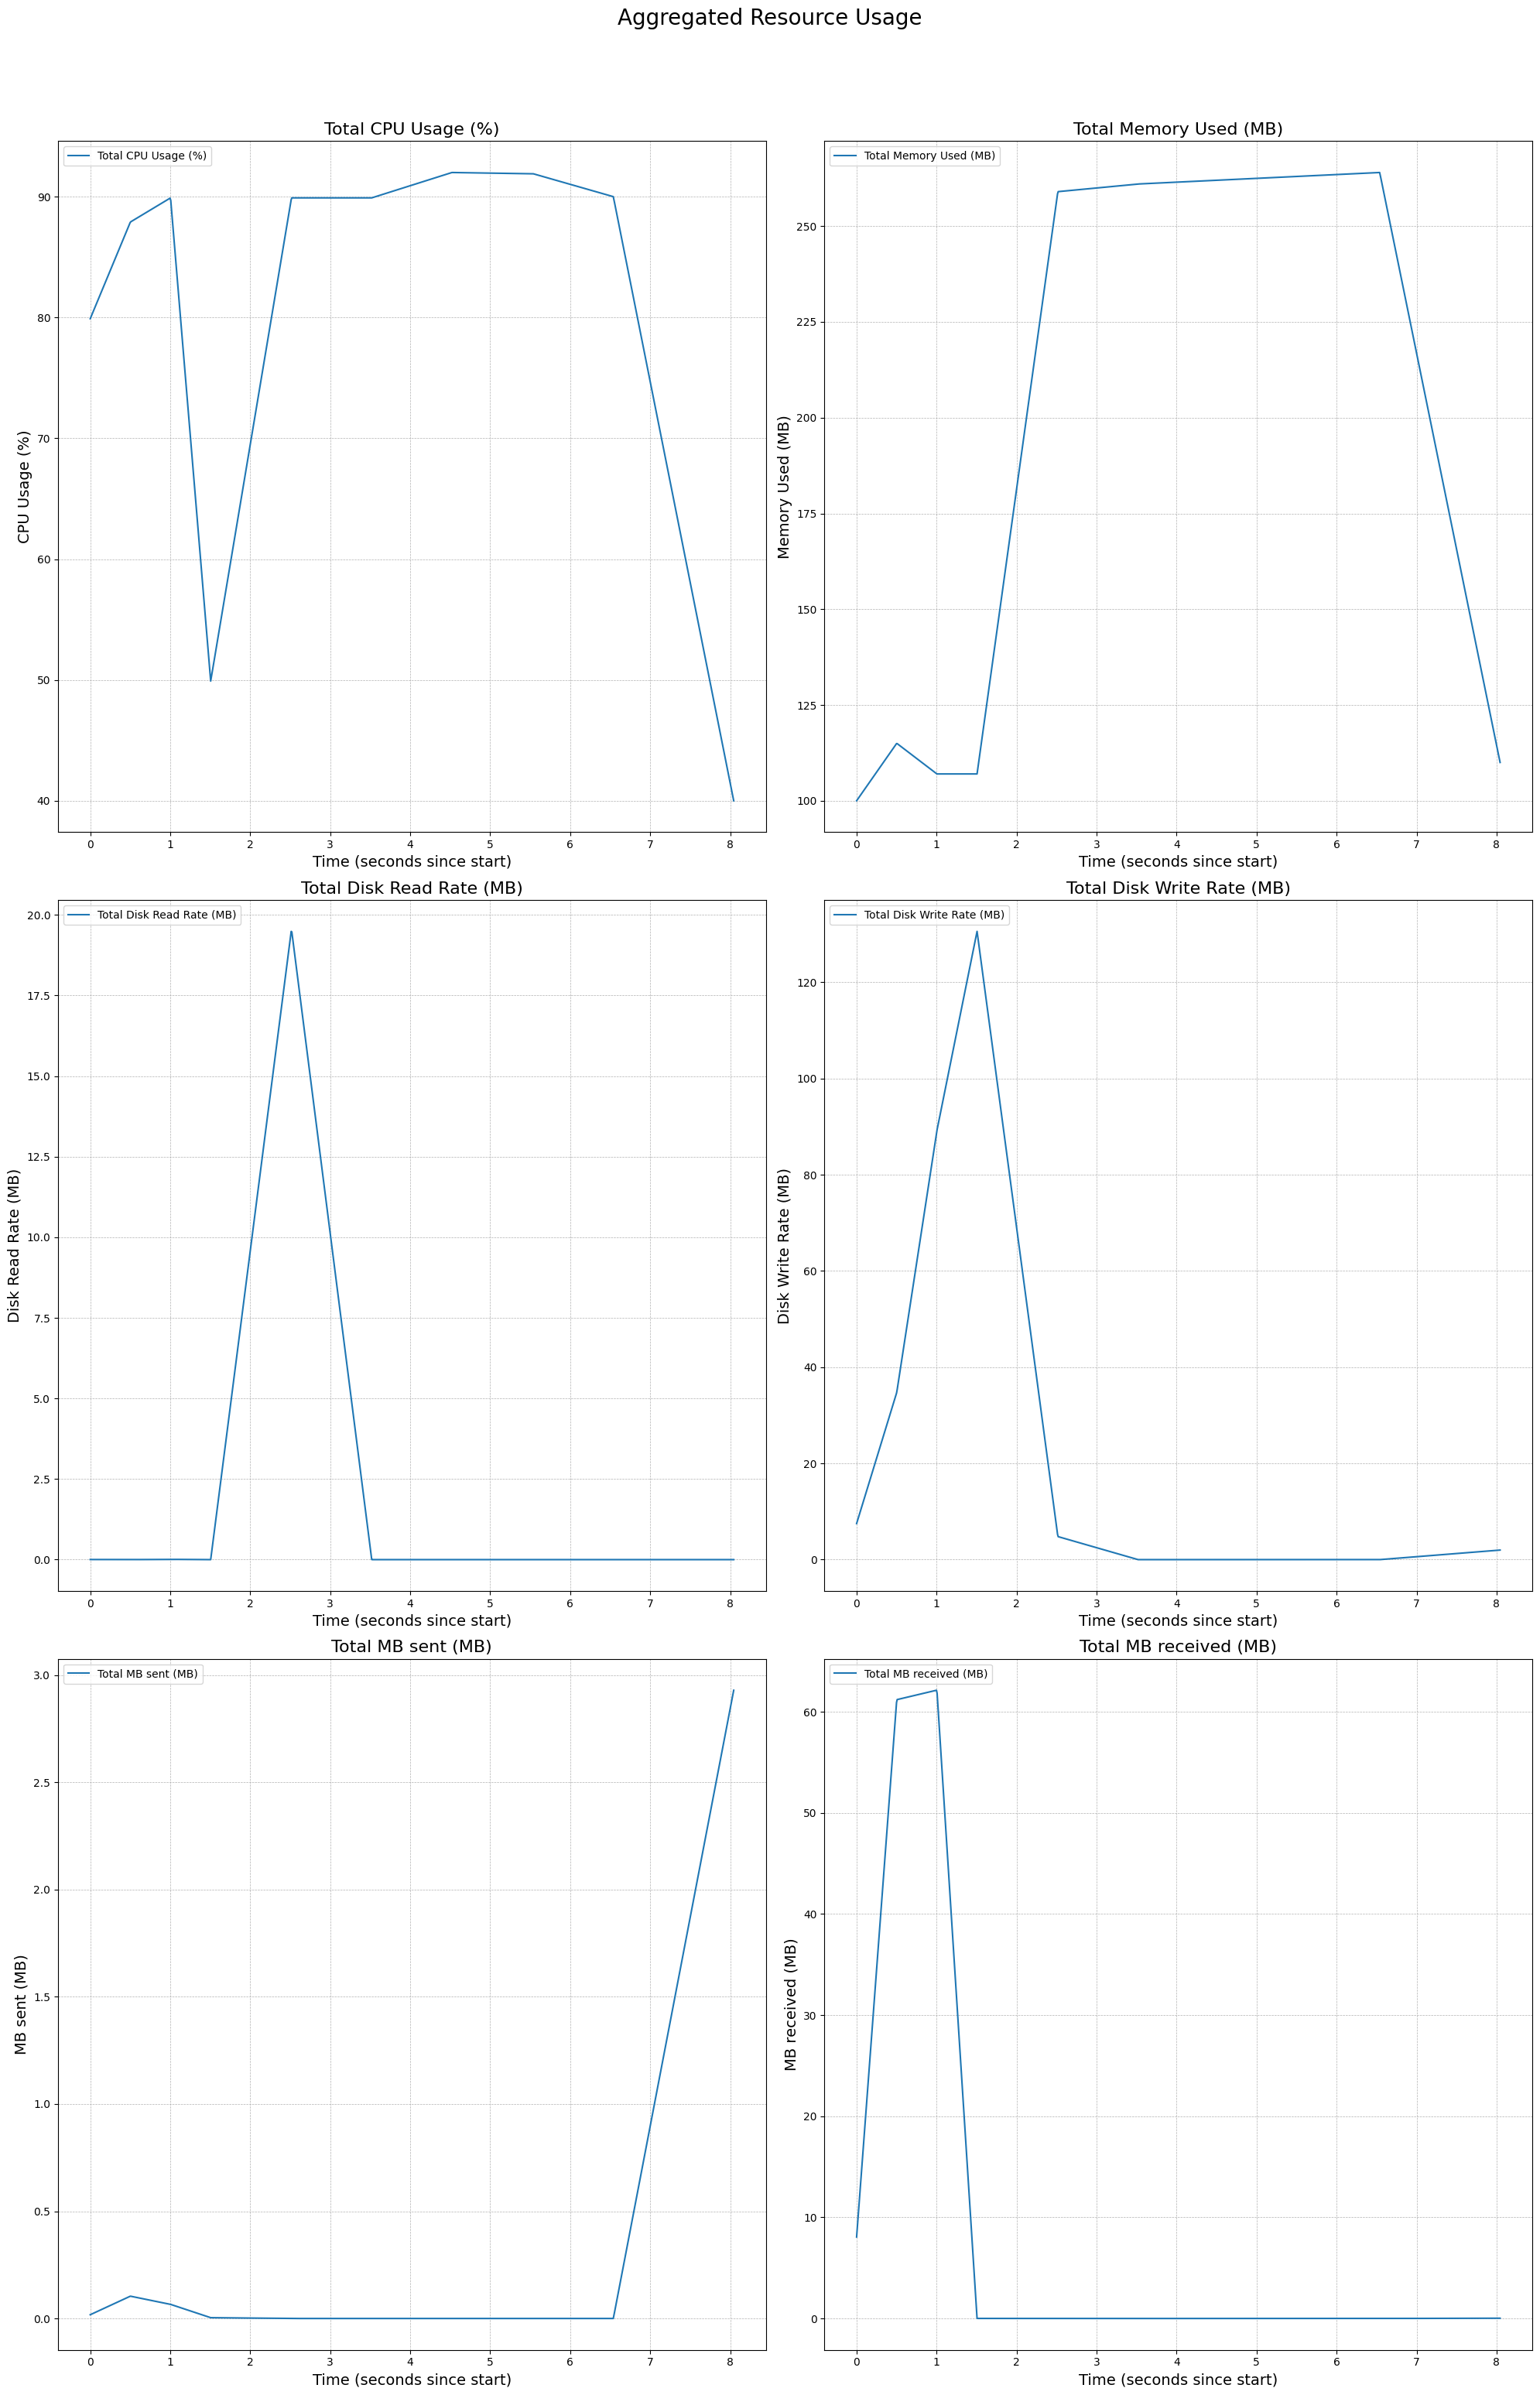 Aggregated Resource Usage
Total CPU Usage (%)
Total CPU Usage (%)
CPU Usage (%)
90
80
70
60
50
40
0 1 2 3 4 5 6 7 8
Time (seconds since start)
Total Memory Used (MB)
Total Memory Used (MB)
Memory Used (MB)
250
225
200
175
150
125
100
0 1 2 3 4 5 6 7 8
Time (seconds since start)
Total Disk Read Rate (MB)
Total Disk Read Rate (MB)
Disk Read Rate (MB)
20.0
17.5
15.0
12.5
10.0
7.5
5.0
2.5
0.0
0 1 2 3 4 5 6 7 8
Time (seconds since start)
Total Disk Write Rate (MB)
Total Disk Write Rate (MB)
Disk Write Rate (MB)
120
100
80
60
40
20
0
0 1 2 3 4 5 6 7 8
Time (seconds since start)
Total MB sent (MB)
Total MB sent (MB)
MB sent (MB)
3.0
2.5
2.0
1.5
1.0
0.5
0.0
0 1 2 3 4 5 6 7 8
Time (seconds since start)
Total MB received (MB)
Total MB received (MB)
MB received (MB)
60
50
40
30
20
10
0
0 1 2 3 4 5 6 7 8
Time (seconds since start)